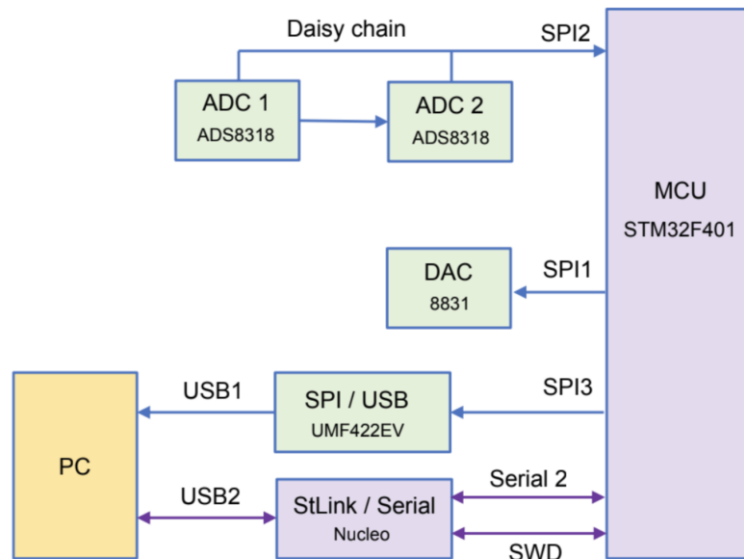 Daisy chain
SPI2
ADC 1
ADS8318
ADC 2
ADS8318
MCU
STM32F401
DAC
8831
SPI1
PC
USB1
SPI / USB
UMF422EV
SPI3
USB2
StLink / Serial
Nucleo
Serial 2
SWD